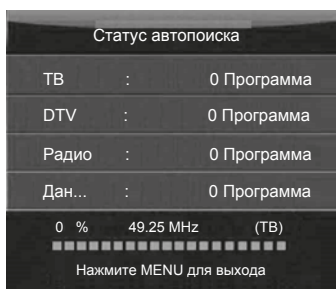 Статус автопоиска
ТВ : 0 Программа
DTV : 0 Программа
Радио : 0 Программа
Дан... : 0 Программа
0 % 49.25 MHz (ТВ)
Нажмите MENU для выхода